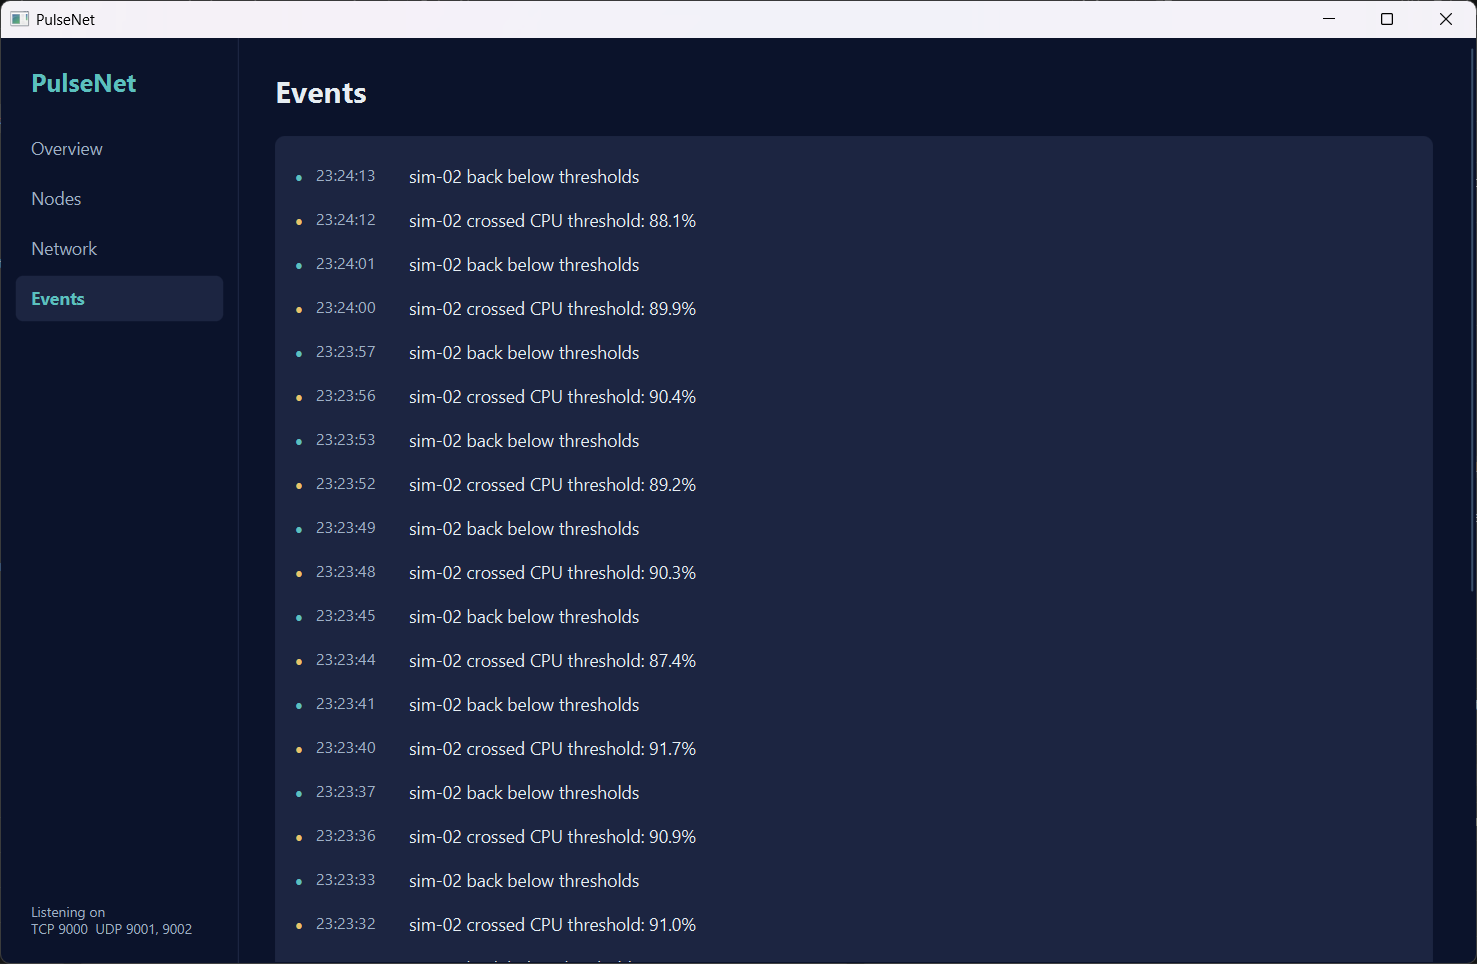 PulseNet
PulseNet
Overview
Nodes
Network
Events
Listening on
TCP 9000 UDP 9001, 9002
Events
23:24:13 sim-02 back below thresholds
23:24:12 sim-02 crossed CPU threshold: 88.1%
23:24:01 sim-02 back below thresholds
23:24:00 sim-02 crossed CPU threshold: 89.9%
23:23:57 sim-02 back below thresholds
23:23:56 sim-02 crossed CPU threshold: 90.4%
23:23:53 sim-02 back below thresholds
23:23:52 sim-02 crossed CPU threshold: 89.2%
23:23:49 sim-02 back below thresholds
23:23:48 sim-02 crossed CPU threshold: 90.3%
23:23:45 sim-02 back below thresholds
23:23:44 sim-02 crossed CPU threshold: 87.4%
23:23:41 sim-02 back below thresholds
23:23:40 sim-02 crossed CPU threshold: 91.7%
23:23:37 sim-02 back below thresholds
23:23:36 sim-02 crossed CPU threshold: 90.9%
23:23:33 sim-02 back below thresholds
23:23:32 sim-02 crossed CPU threshold: 91.0%